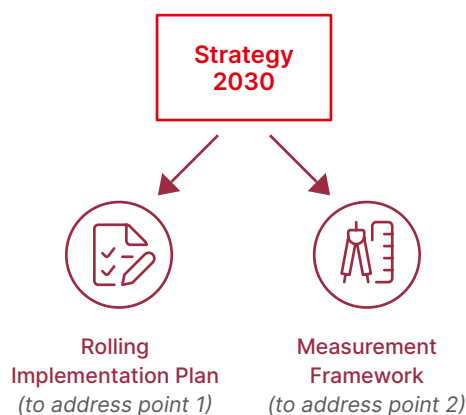 Strategy
2030
Rolling
Implementation Plan
(to address point 1)
Measurement
Framework
(to address point 2)